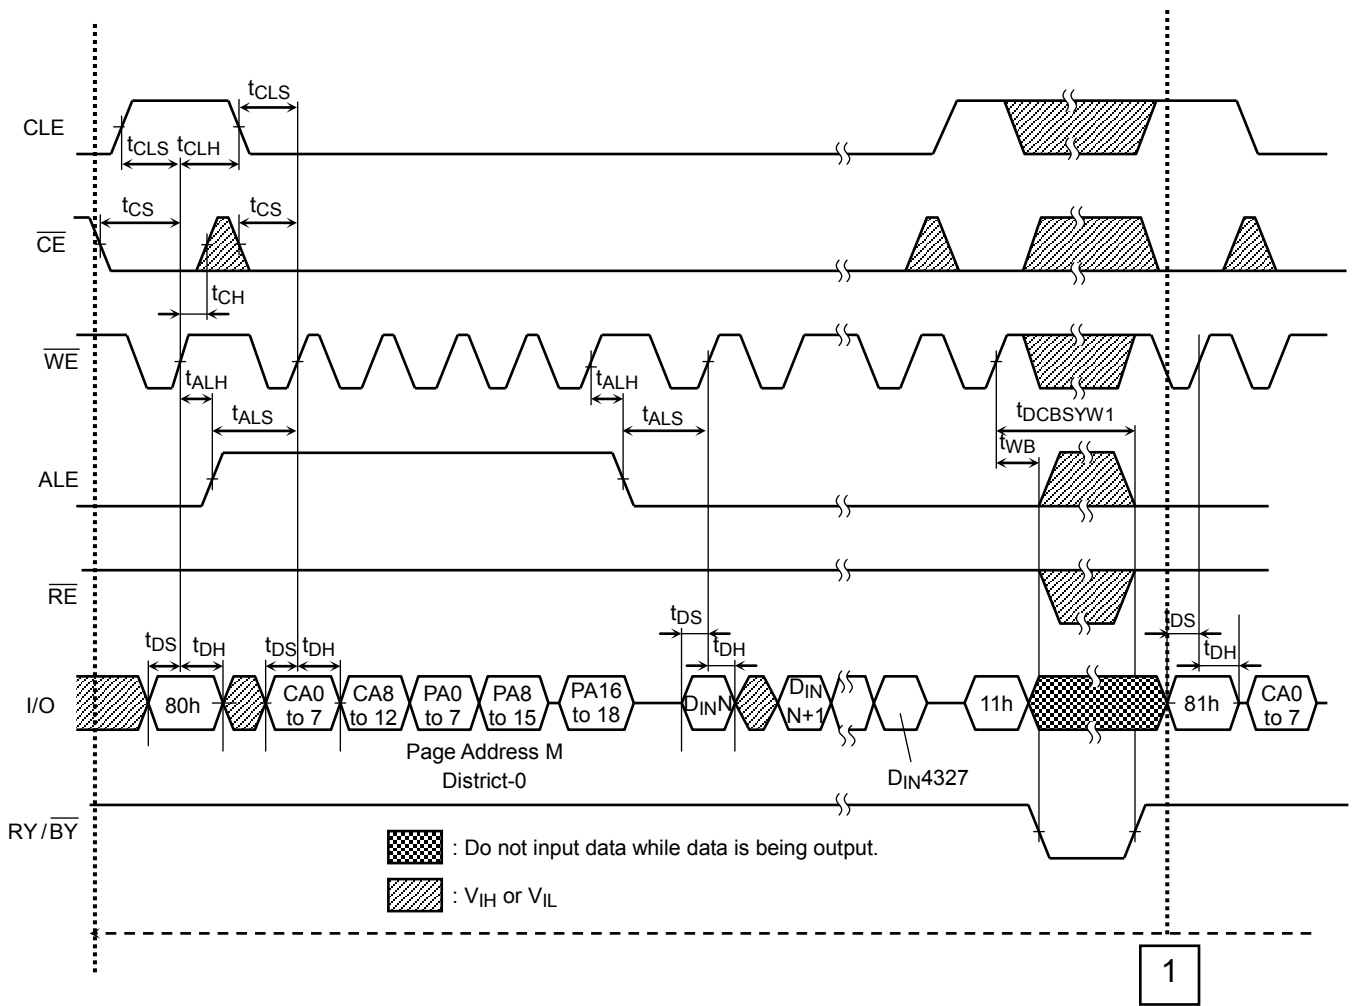 tCLS
CLE
tCLS tCLH
tCS tCS
CE
tCH
WE
tALH tALH
tALS tALS
tDCBSYW1
tWB
ALE
RE
tDS tDS
tDS tDH tDS tDH tDH tDH
I/O
80h
CA0 to 7
CA8 to 12
PA0 to 7
PA8 to 15
PA16 to 18
DINN
DIN N+1
11h
81h
CA0 to 7
Page Address M
District-0
DIN4327
RY/BY
: Do not input data while data is being output.
: VIH or VIL
1